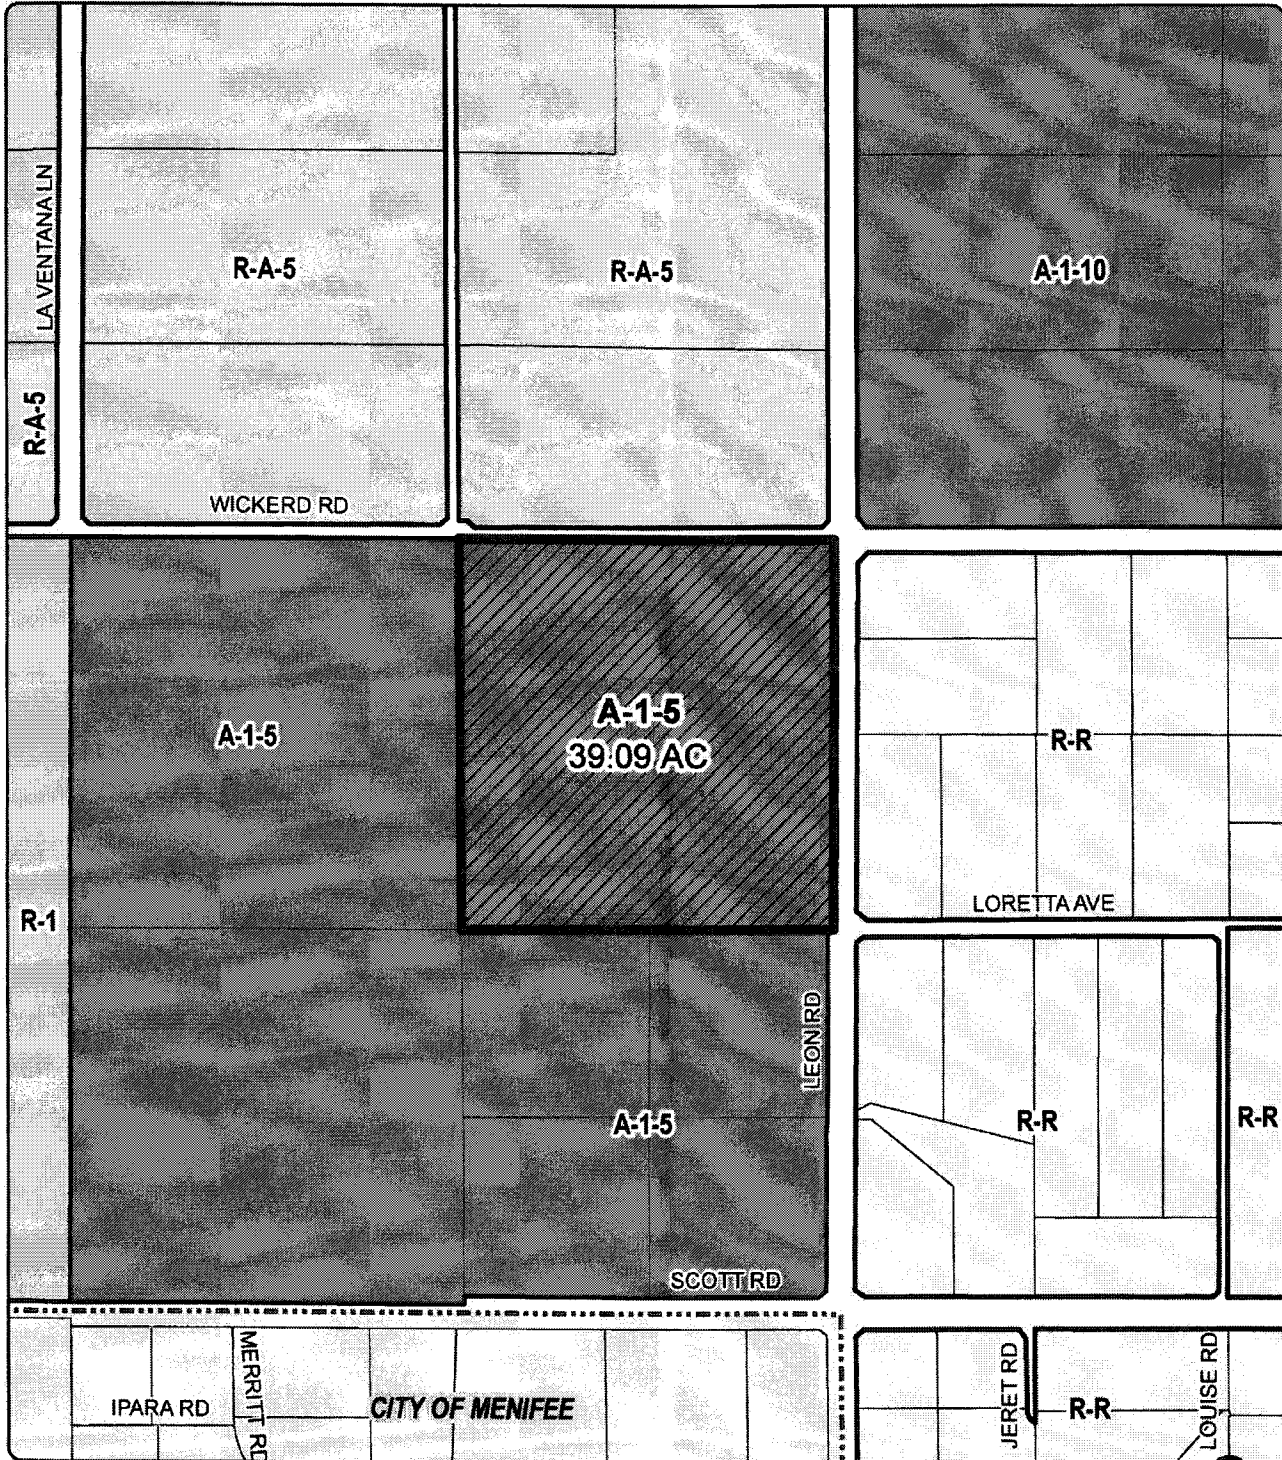 LA VENTANA LN
R-A-5
R-A-5
A-1-10
R-A-5
WICKERD RD
A-1-5
A-1-5
39.09 AC
R-R
R-1
LORETTA AVE
LEON RD
A-1-5
R-R
R-R
SCOTT RD
IPARA RD
MERRITT RD
CITY OF MENIFEE
JERET RD
R-R
LOUISE RD